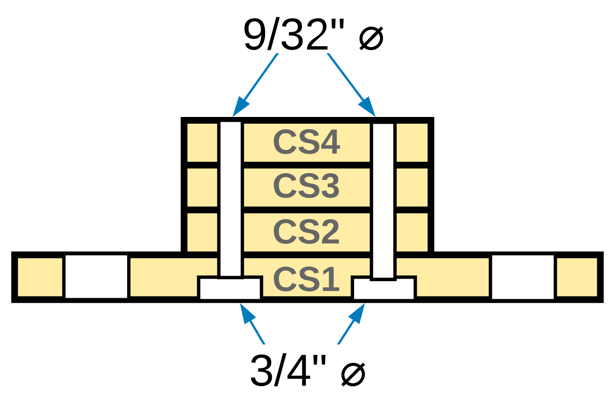 9/32" ⌀
CS4
CS3
CS2
CS1
3/4" ⌀